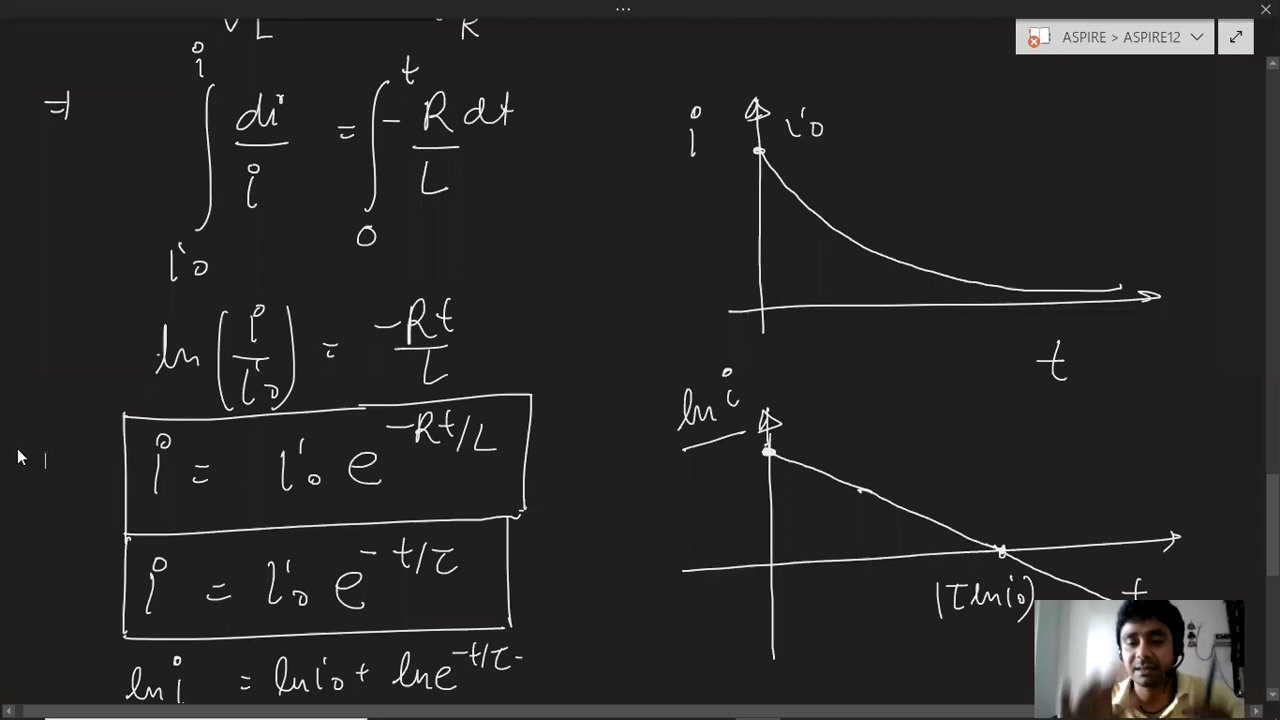 V L R
⇒ ∫ i i₀ di/i = ∫ t 0 - R/L dt
ln (i/i₀) = -Rt/L
i = i₀ e^(-Rt/L)
i = i₀ e^(-t/τ)
ln i = ln i₀ + ln e^(-t/τ)
ASPIRE > ASPIRE12
i i₀
t
ln i
(τ ln i₀)
t